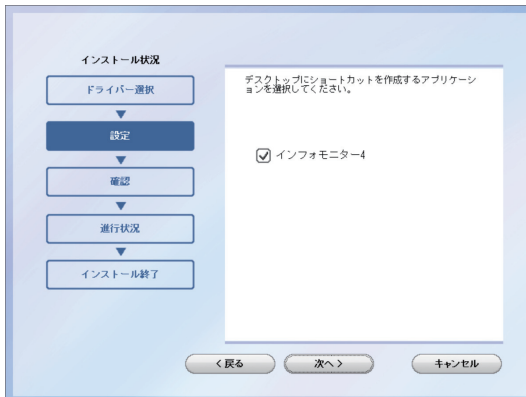 インストール状況
ドライバー選択
設定
確認
進行状況
インストール終了
デスクトップにショートカットを作成するアプリケーシ
ョンを選択してください。
インフォモニター4
< 戻る
次へ >
キャンセル